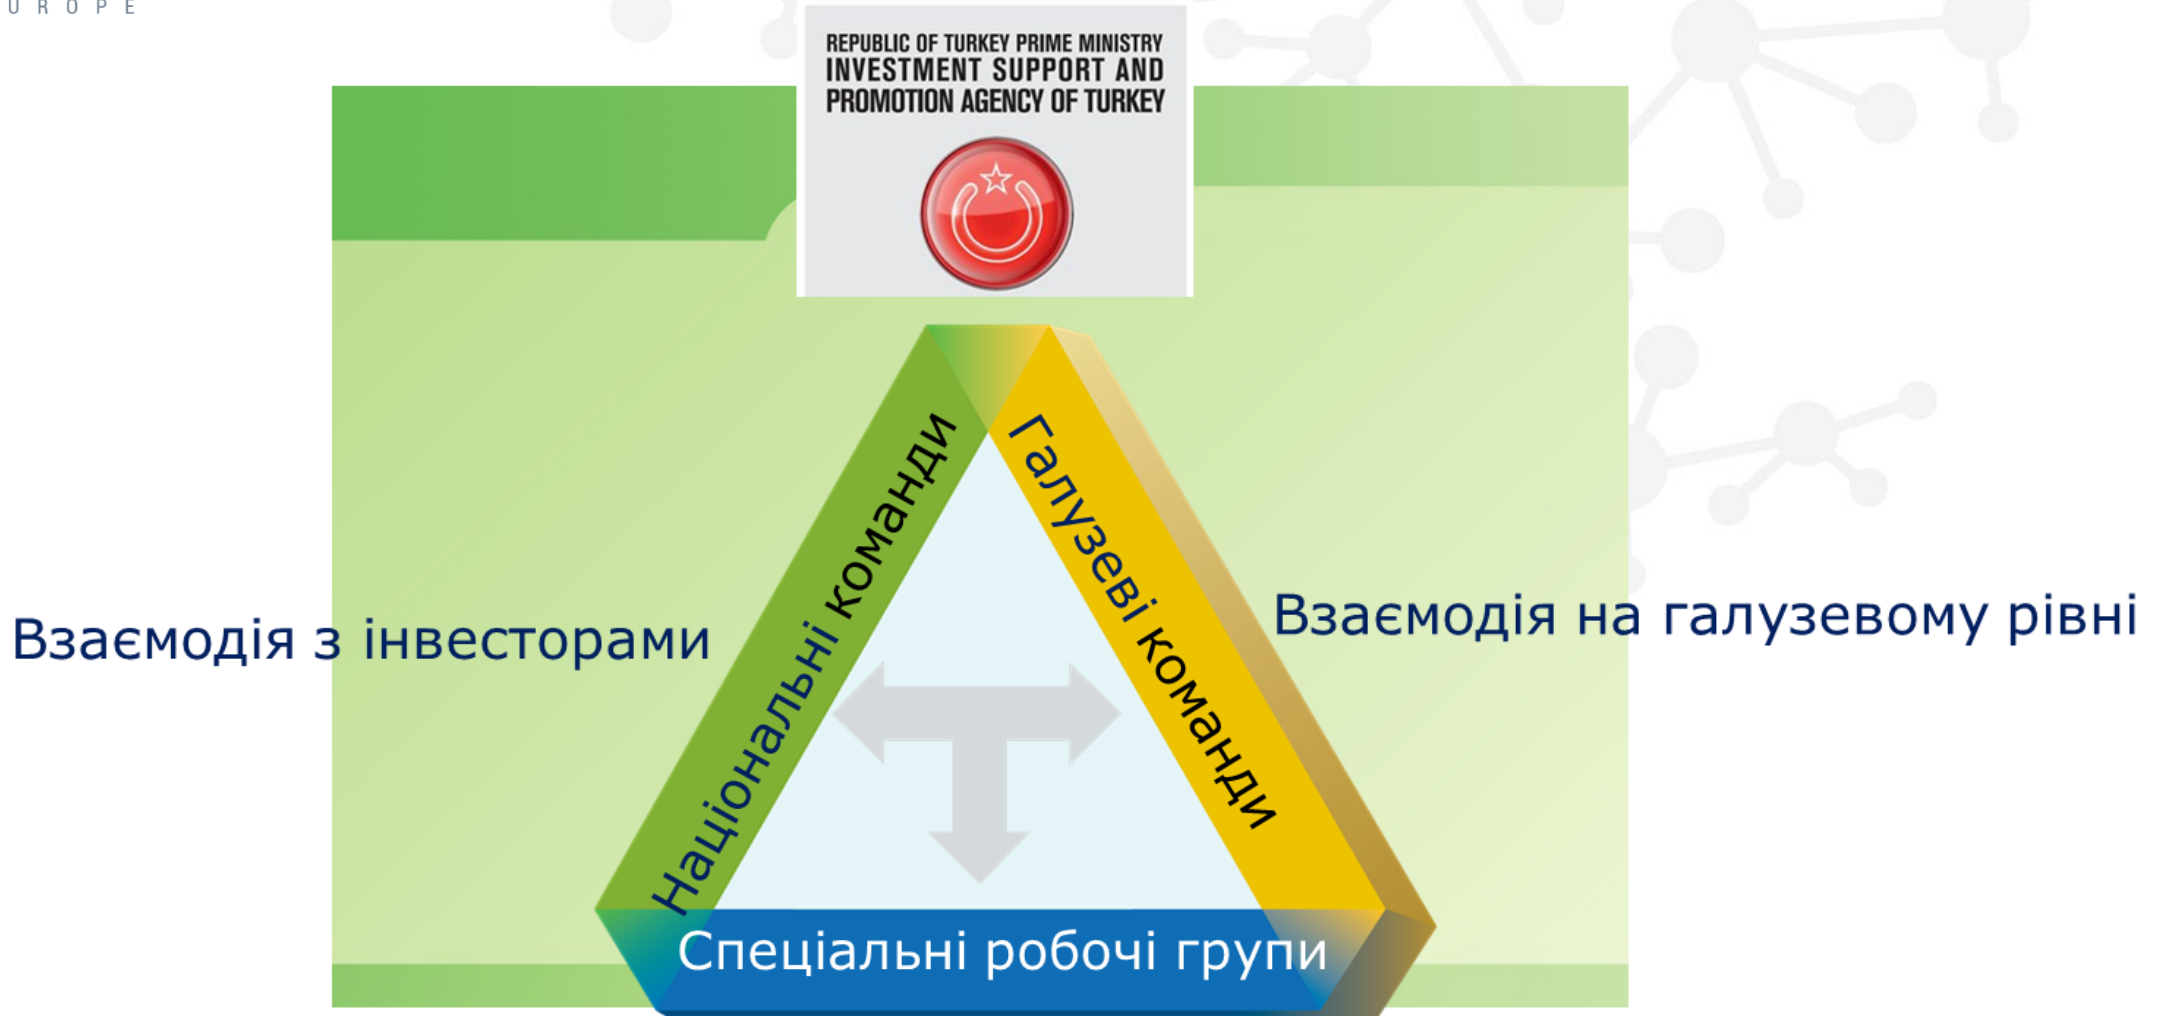 UROPE
REPUBLIC OF TURKEY PRIME MINISTRY
INVESTMENT SUPPORT AND
PROMOTION AGENCY OF TURKEY
Національні команди
Галузеві команди
Взаємодія з інвесторами
Взаємодія на галузевому рівні
Спеціальні робочі групи